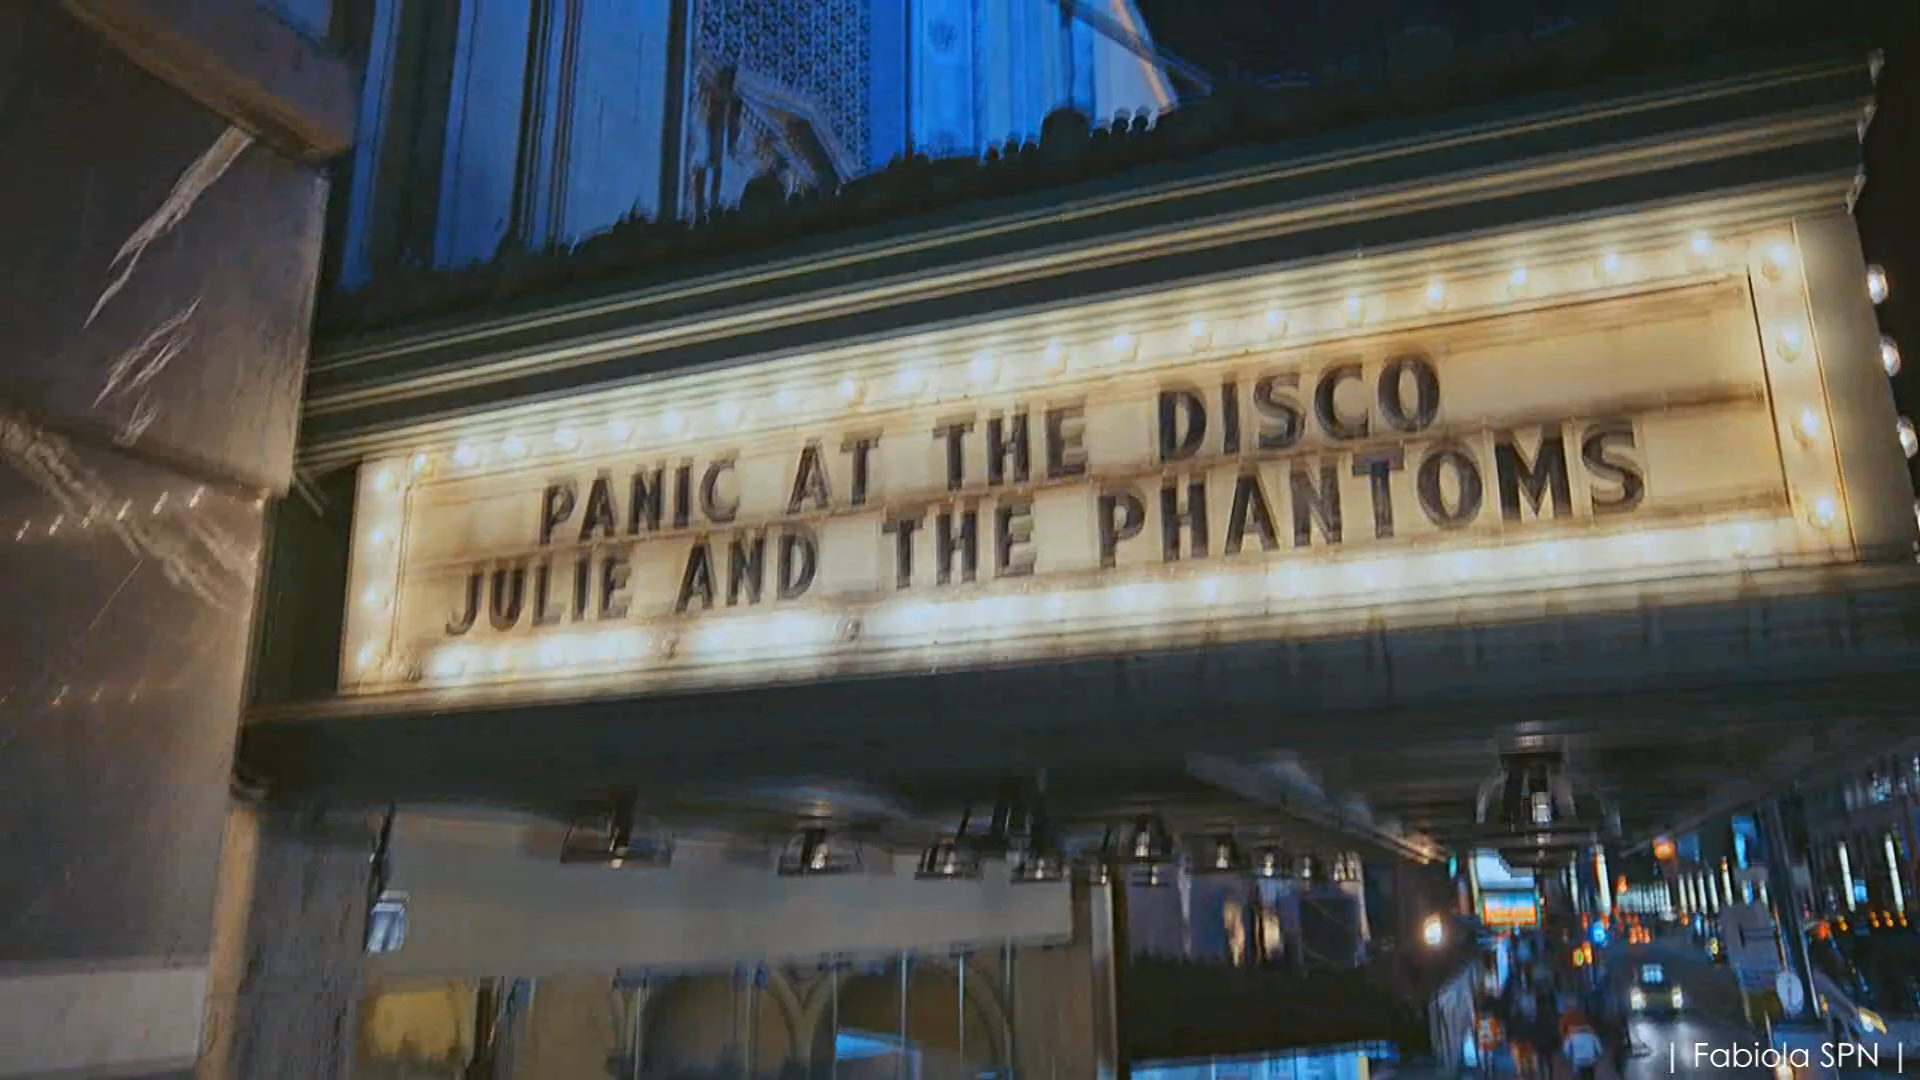 PANIC AT THE DISCO
JULIE AND THE PHANTOMS
| Fabiola SPN |